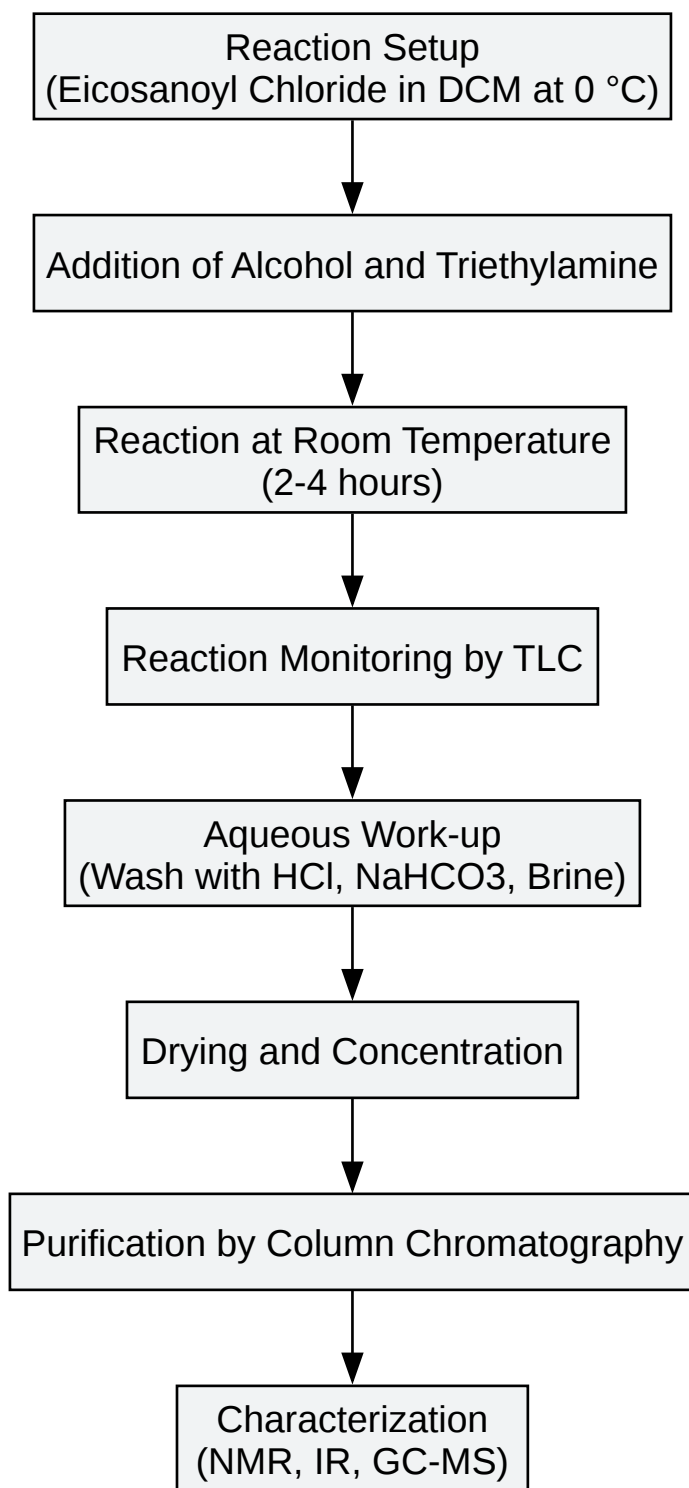 Reaction Setup
(Eicosanoyl Chloride in DCM at 0 °C)
Addition of Alcohol and Triethylamine
Reaction at Room Temperature
(2-4 hours)
Reaction Monitoring by TLC
Aqueous Work-up
(Wash with HCl, NaHCO3, Brine)
Drying and Concentration
Purification by Column Chromatography
Characterization
(NMR, IR, GC-MS)